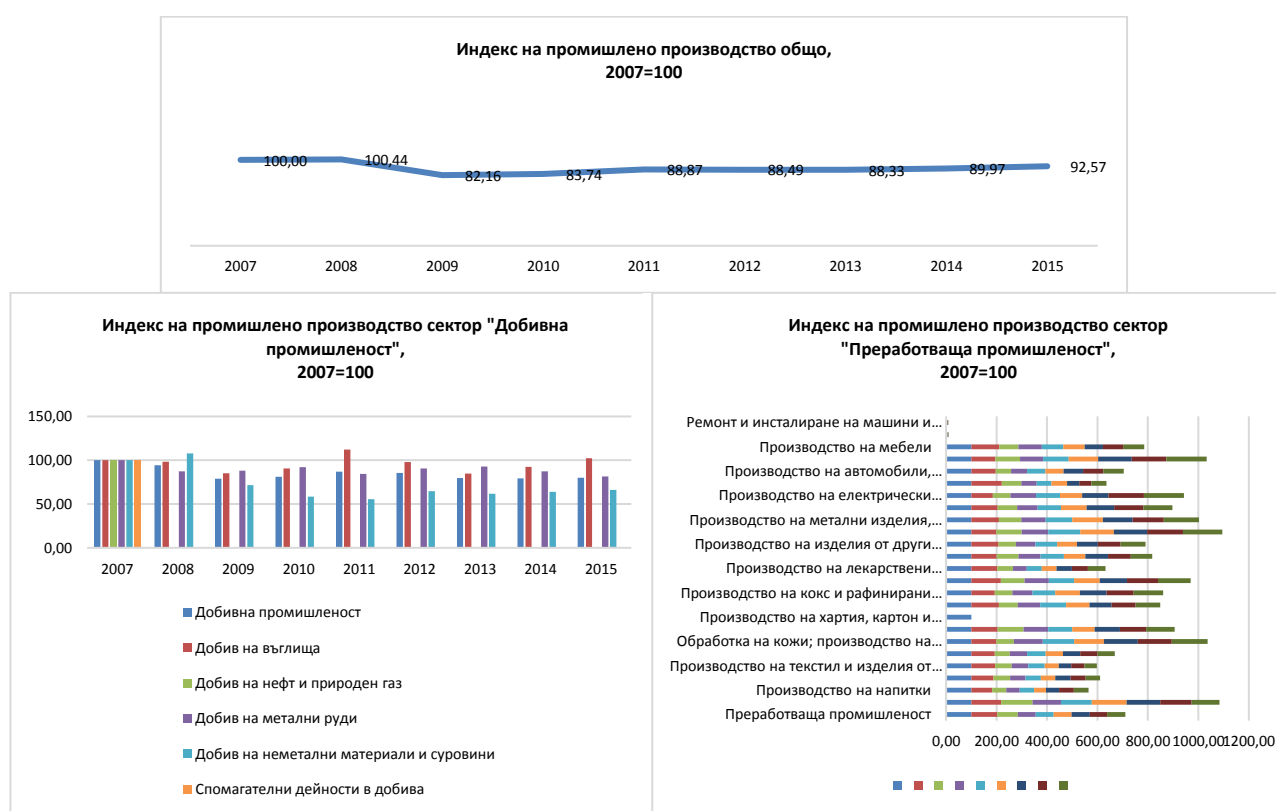 Индекс на промишлено производство общо,
2007=100
100,00 100,44 82,16 83,74 88,87 88,49 88,33 89,97 92,57
2007 2008 2009 2010 2011 2012 2013 2014 2015
Индекс на промишлено производство сектор "Добивна
промишленост",
2007=100
150,00
100,00
50,00
0,00
2007 2008 2009 2010 2011 2012 2013 2014 2015
Добивна промишленост
Добив на въглища
Добив на нефт и природен газ
Добив на метални руди
Добив на неметални материали и суровини
Спомагателни дейности в добива
Индекс на промишлено производство сектор
"Преработваща промишленост",
2007=100
Ремонт и инсталиране на машини и…
Производство на мебели
Производство на автомобили,…
Производство на електрически…
Производство на метални изделия,…
Производство на изделия от други…
Производство на лекарствени…
Производство на кокс и рафинирани…
Производство на хартия, картон и…
Обработка на кожи; производство на…
Производство на текстил и изделия от…
Производство на напитки
Преработваща промишленост
0,00 200,00 400,00 600,00 800,00 1000,00 1200,00